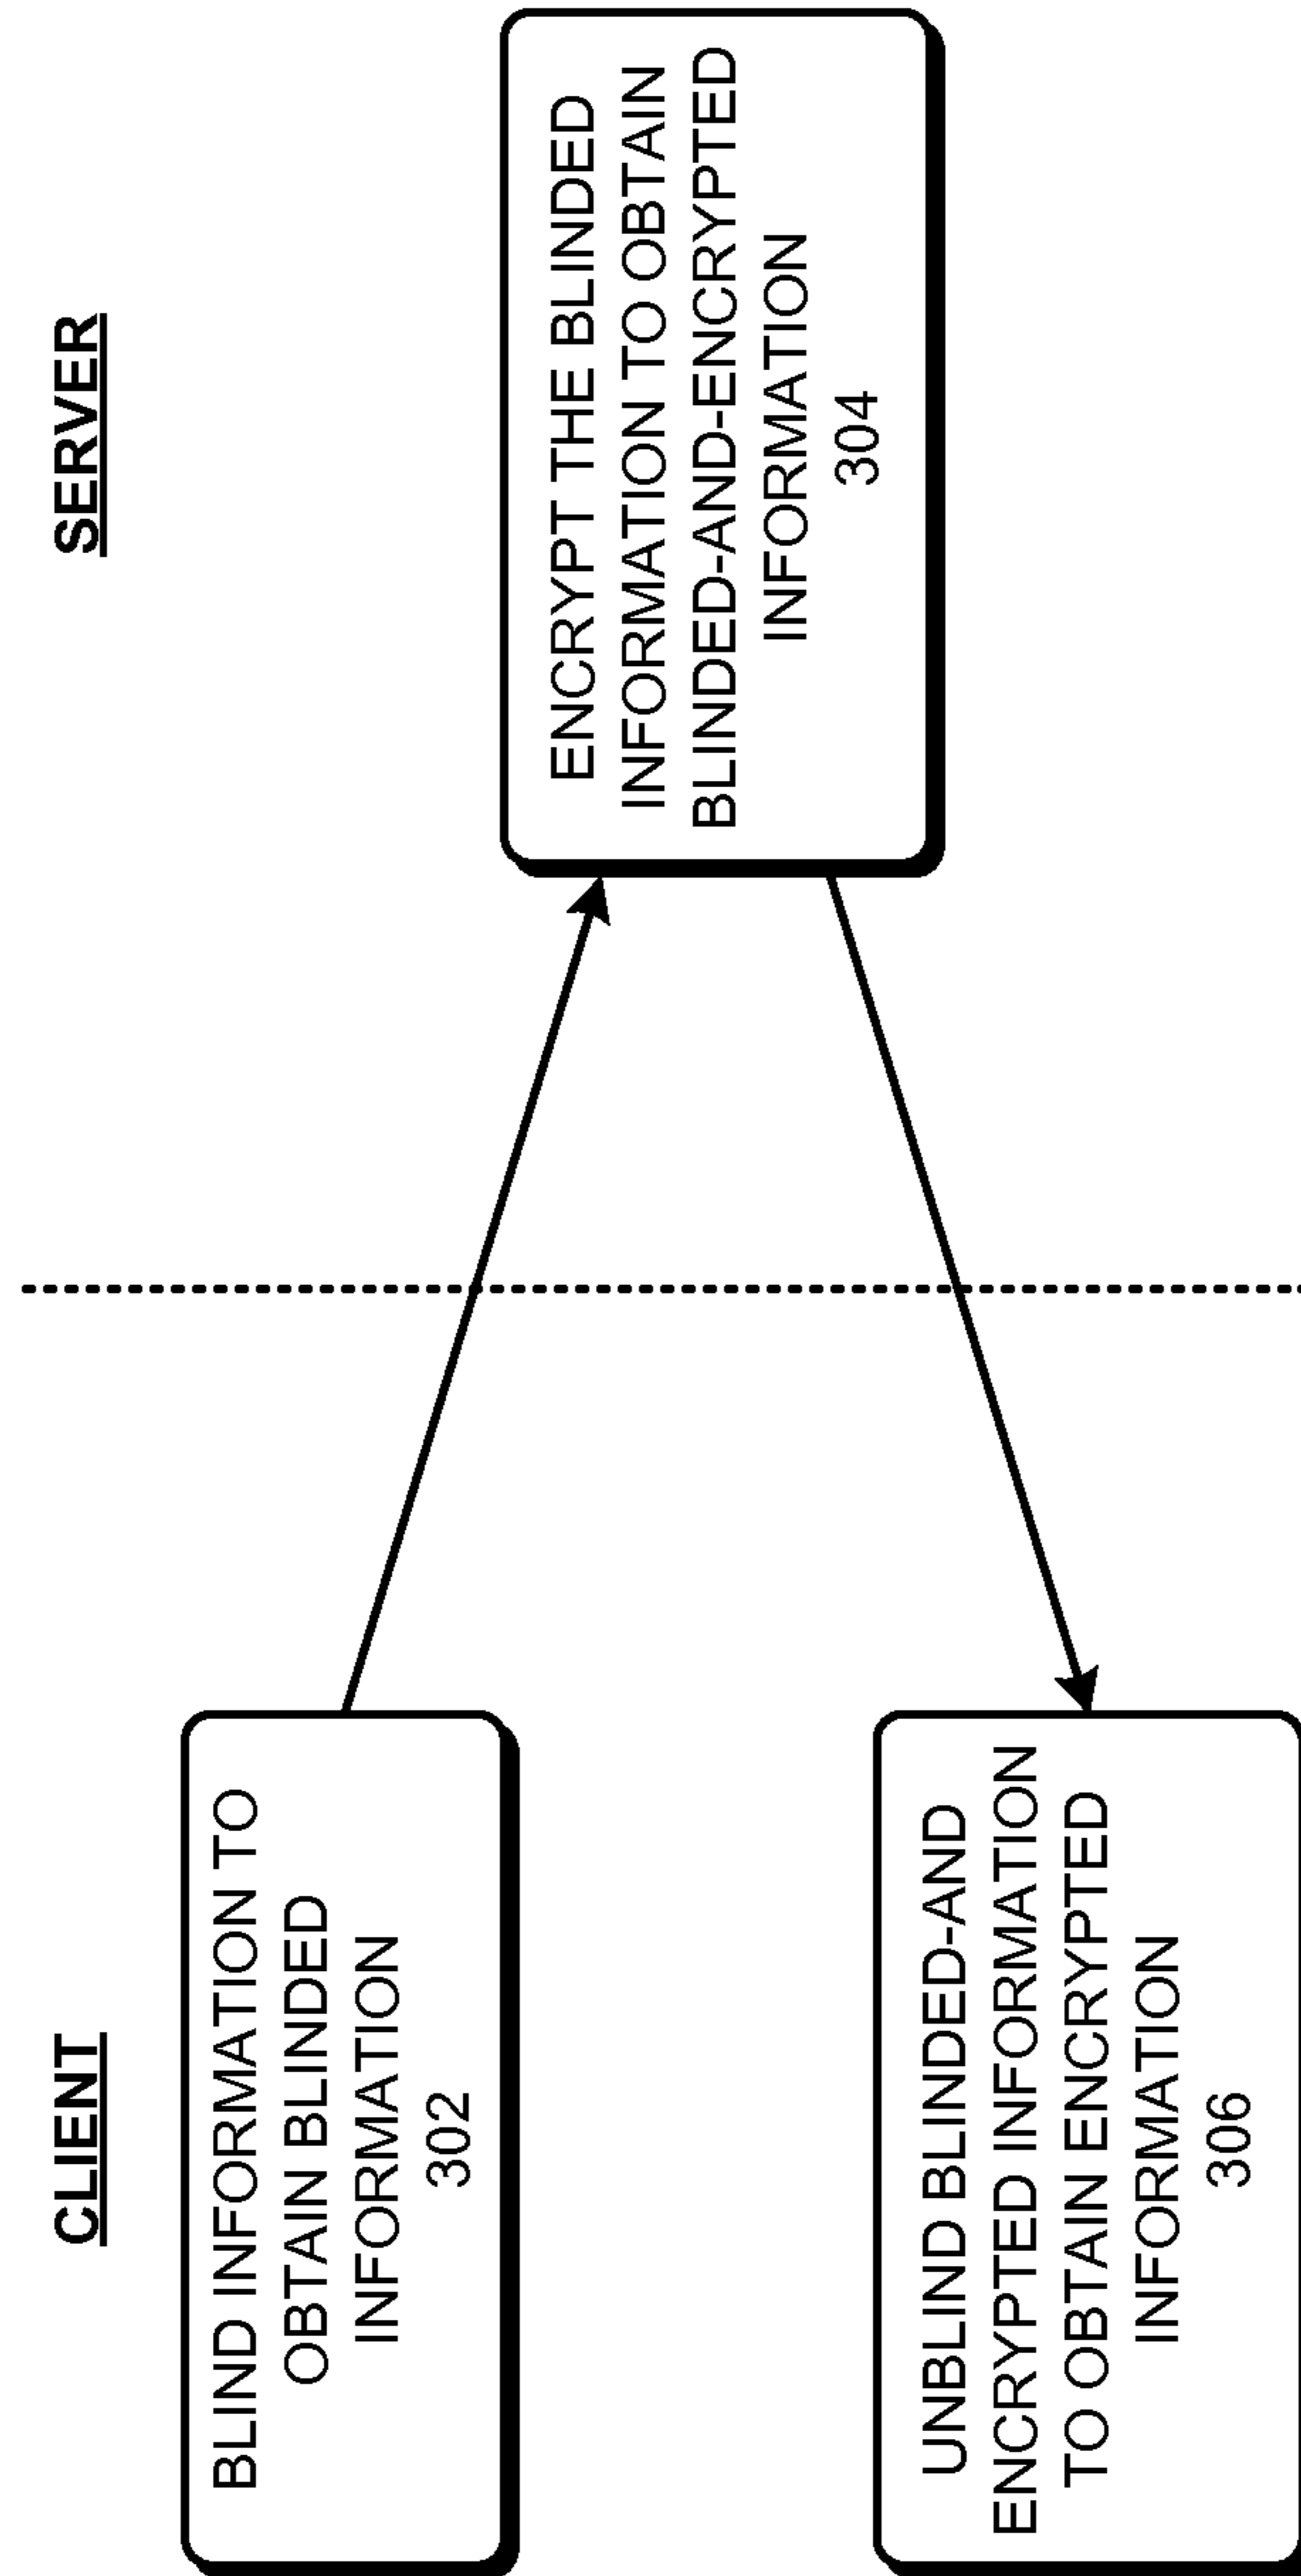 CLIENT
SERVER
BLIND INFORMATION TO
OBTAIN BLINDED
INFORMATION
302
ENCRYPT THE BLINDED
INFORMATION TO OBTAIN
BLINDED-AND-ENCRYPTED
INFORMATION
304
UNBLIND BLINDED-AND
ENCRYPTED INFORMATION
TO OBTAIN ENCRYPTED
INFORMATION
306